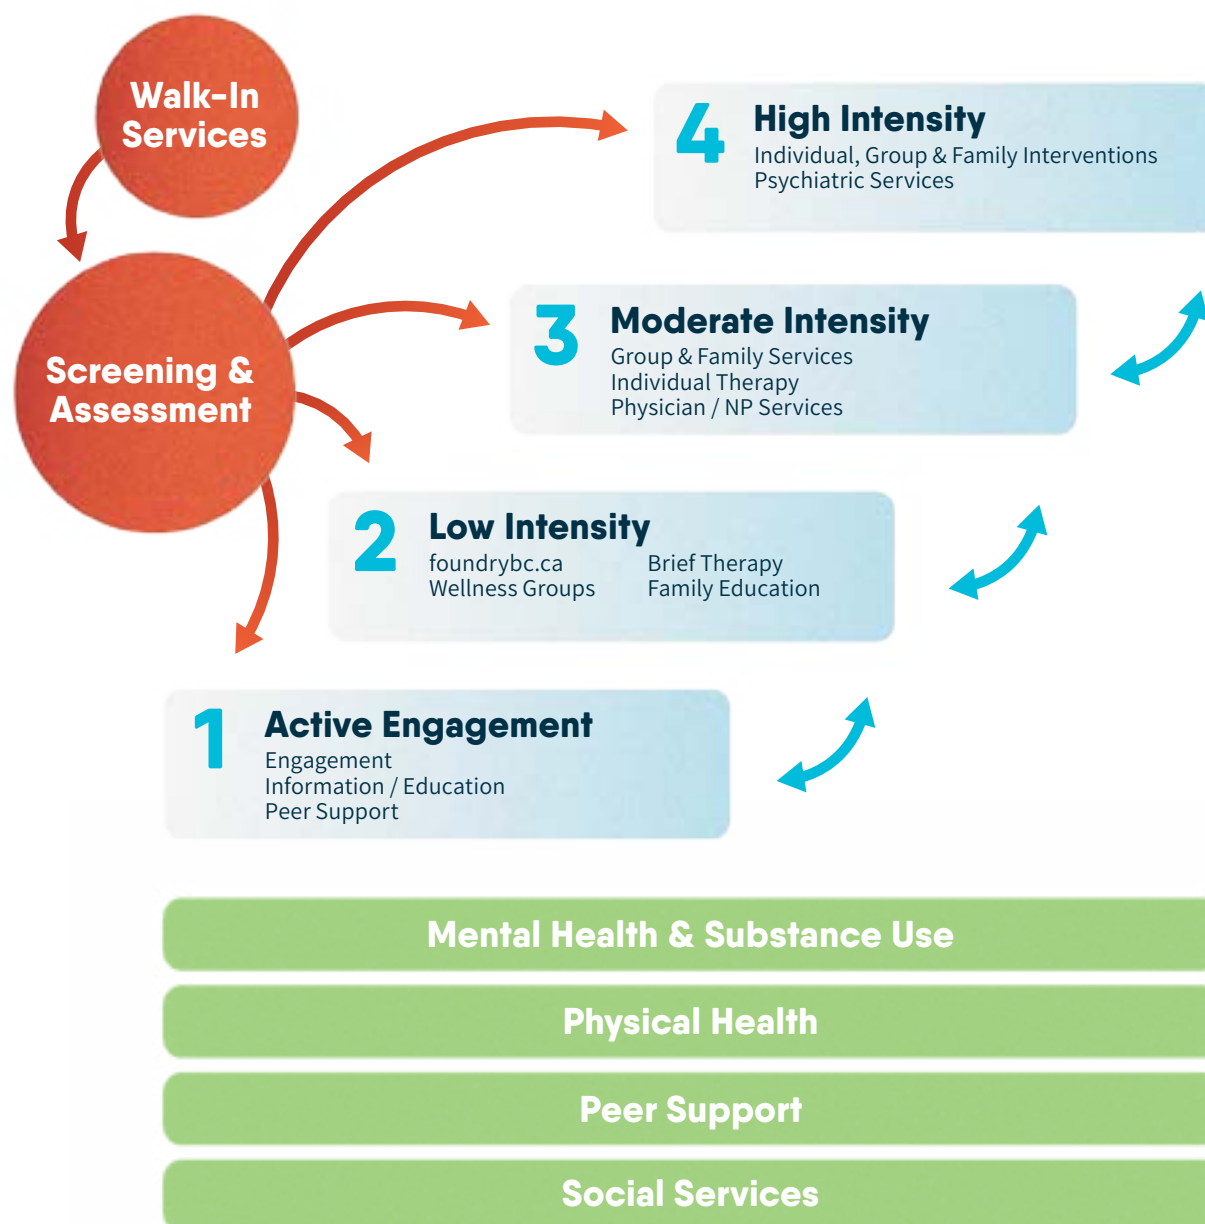 Walk-In
Services
Screening &
Assessment
4
High Intensity
Individual, Group & Family Interventions
Psychiatric Services
3
Moderate Intensity
Group & Family Services
Individual Therapy
Physician / NP Services
2
Low Intensity
foundrybc.ca
Wellness Groups
Brief Therapy
Family Education
1
Active Engagement
Engagement
Information / Education
Peer Support
Mental Health & Substance Use
Physical Health
Peer Support
Social Services